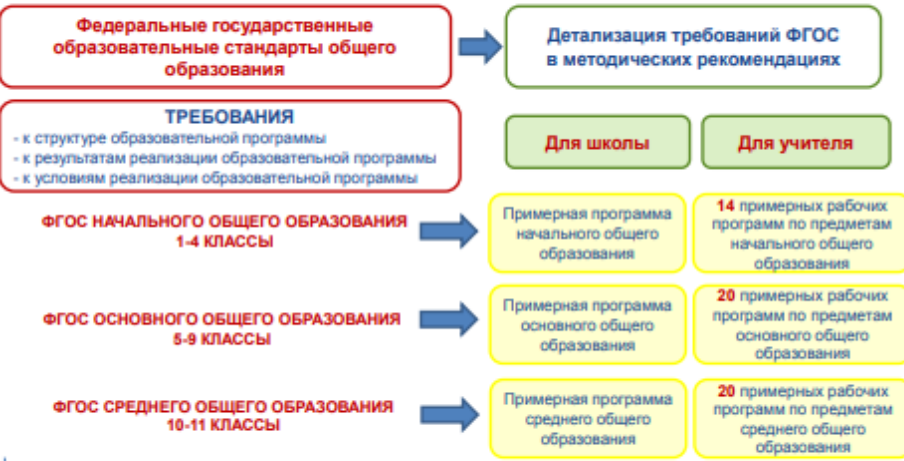 Федеральные государственные
образовательные стандарты общего
образования
Детализация требований ФГОС
в методических рекомендациях
ТРЕБОВАНИЯ
- к структуре образовательной программы
- к результатам реализации образовательной программы
- к условиям реализации образовательной программы
Для школы
Для учителя
ФГОС НАЧАЛЬНОГО ОБЩЕГО ОБРАЗОВАНИЯ
1-4 КЛАССЫ
Примерная программа
начального общего
образования
14 примерных рабочих
программ по предметам
начального общего
образования
ФГОС ОСНОВНОГО ОБЩЕГО ОБРАЗОВАНИЯ
5-9 КЛАССЫ
Примерная программа
основного общего
образования
20 примерных рабочих
программ по предметам
основного общего
образования
ФГОС СРЕДНЕГО ОБЩЕГО ОБРАЗОВАНИЯ
10-11 КЛАССЫ
Примерная программа
среднего общего
образования
20 примерных рабочих
программ по предметам
среднего общего
образования